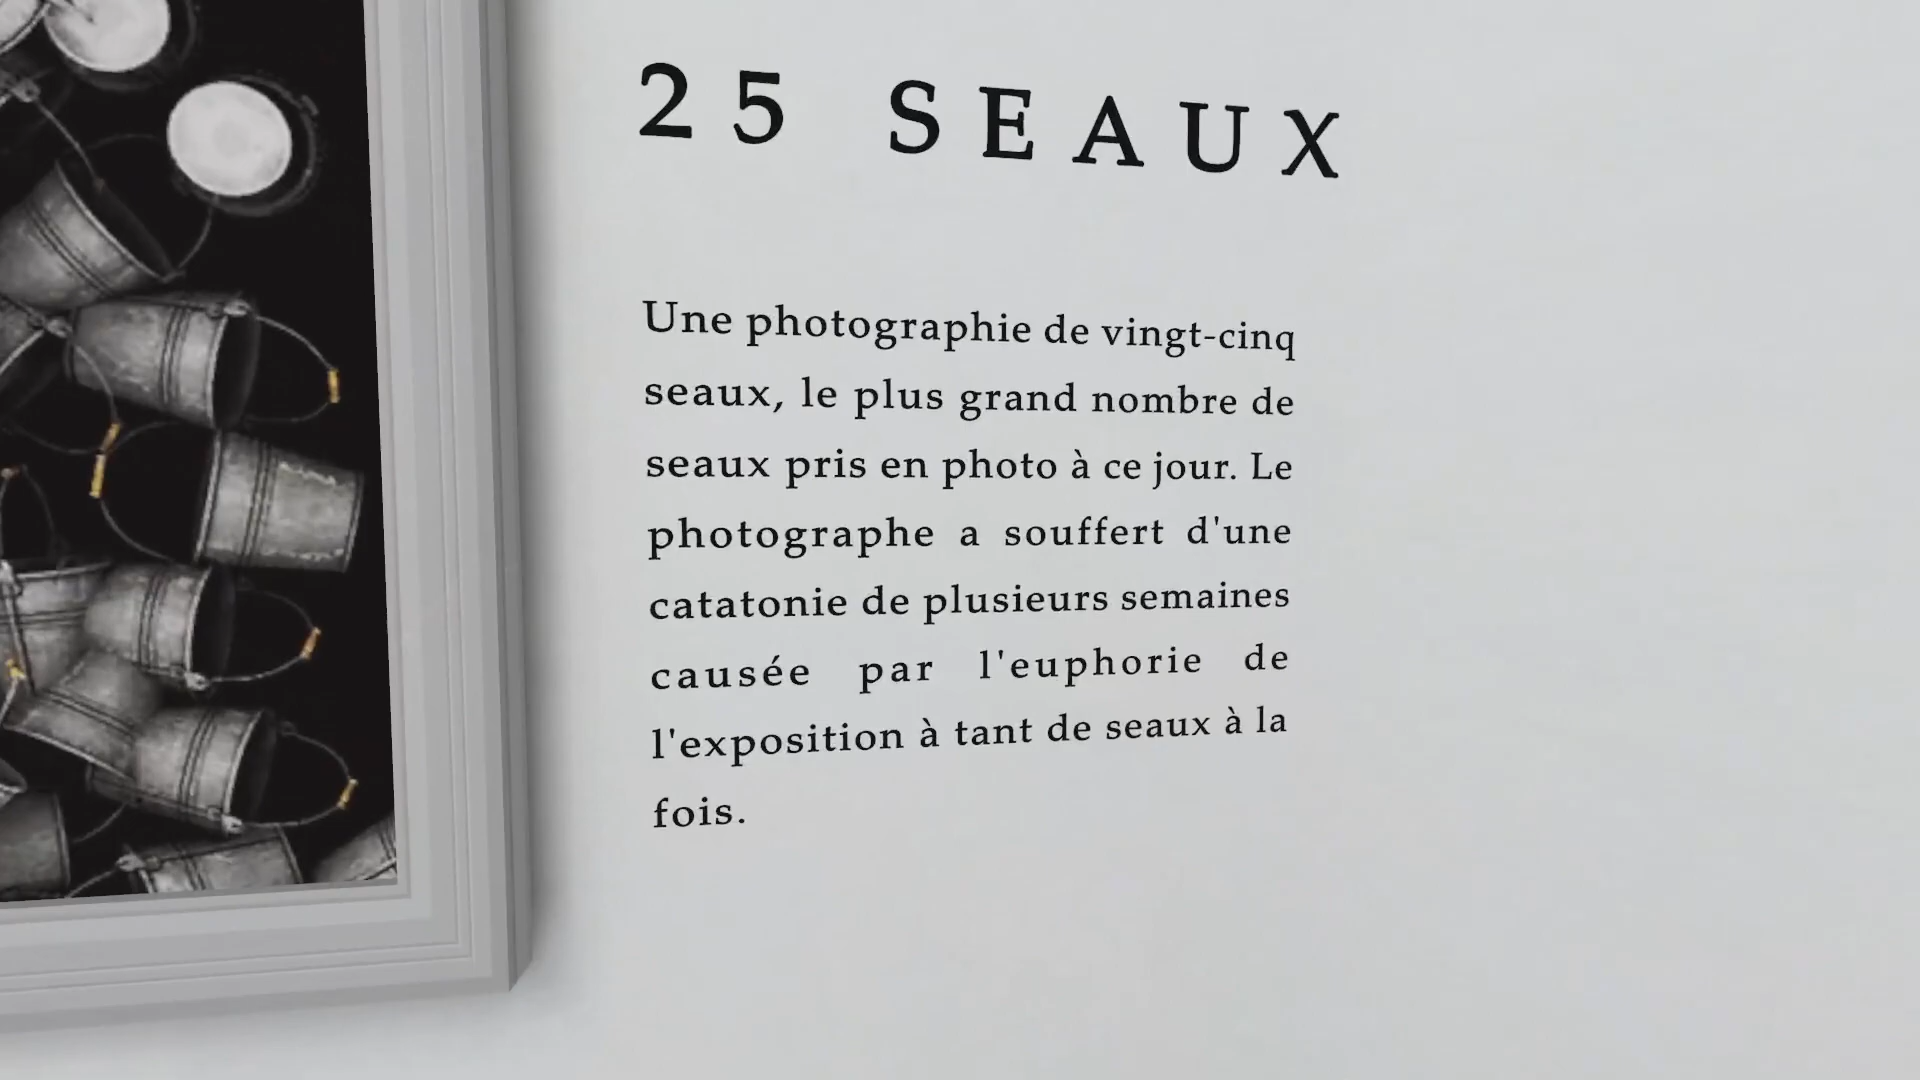 25 SEAUX
Une photographie de vingt-cinq
seaux, le plus grand nombre de
seaux pris en photo à ce jour. Le
photographe a souffert d'une
catatonie de plusieurs semaines
causée par l'euphorie de
l'exposition à tant de seaux à la
fois.